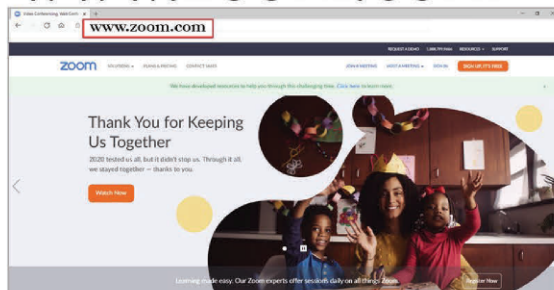 Video Conferencing, Web Conf
www.zoom.com
REQUEST A DEMO 1.888.799.9666 RESOURCES SUPPORT
zoom SOLUTIONS PLANS & PRICING CONTACT SALES JOIN A MEETING HOST A MEETING SIGN IN SIGN UP, IT'S FREE
We have developed resources to help you through this challenging time. Click here to learn more.
Thank You for Keeping
Us Together
2020 tested us all, but it didn't stop us. Through it all,
we stayed together — thanks to you.
Watch Now
Learning made easy. Our Zoom experts offer sessions daily on all things Zoom.
Register Now